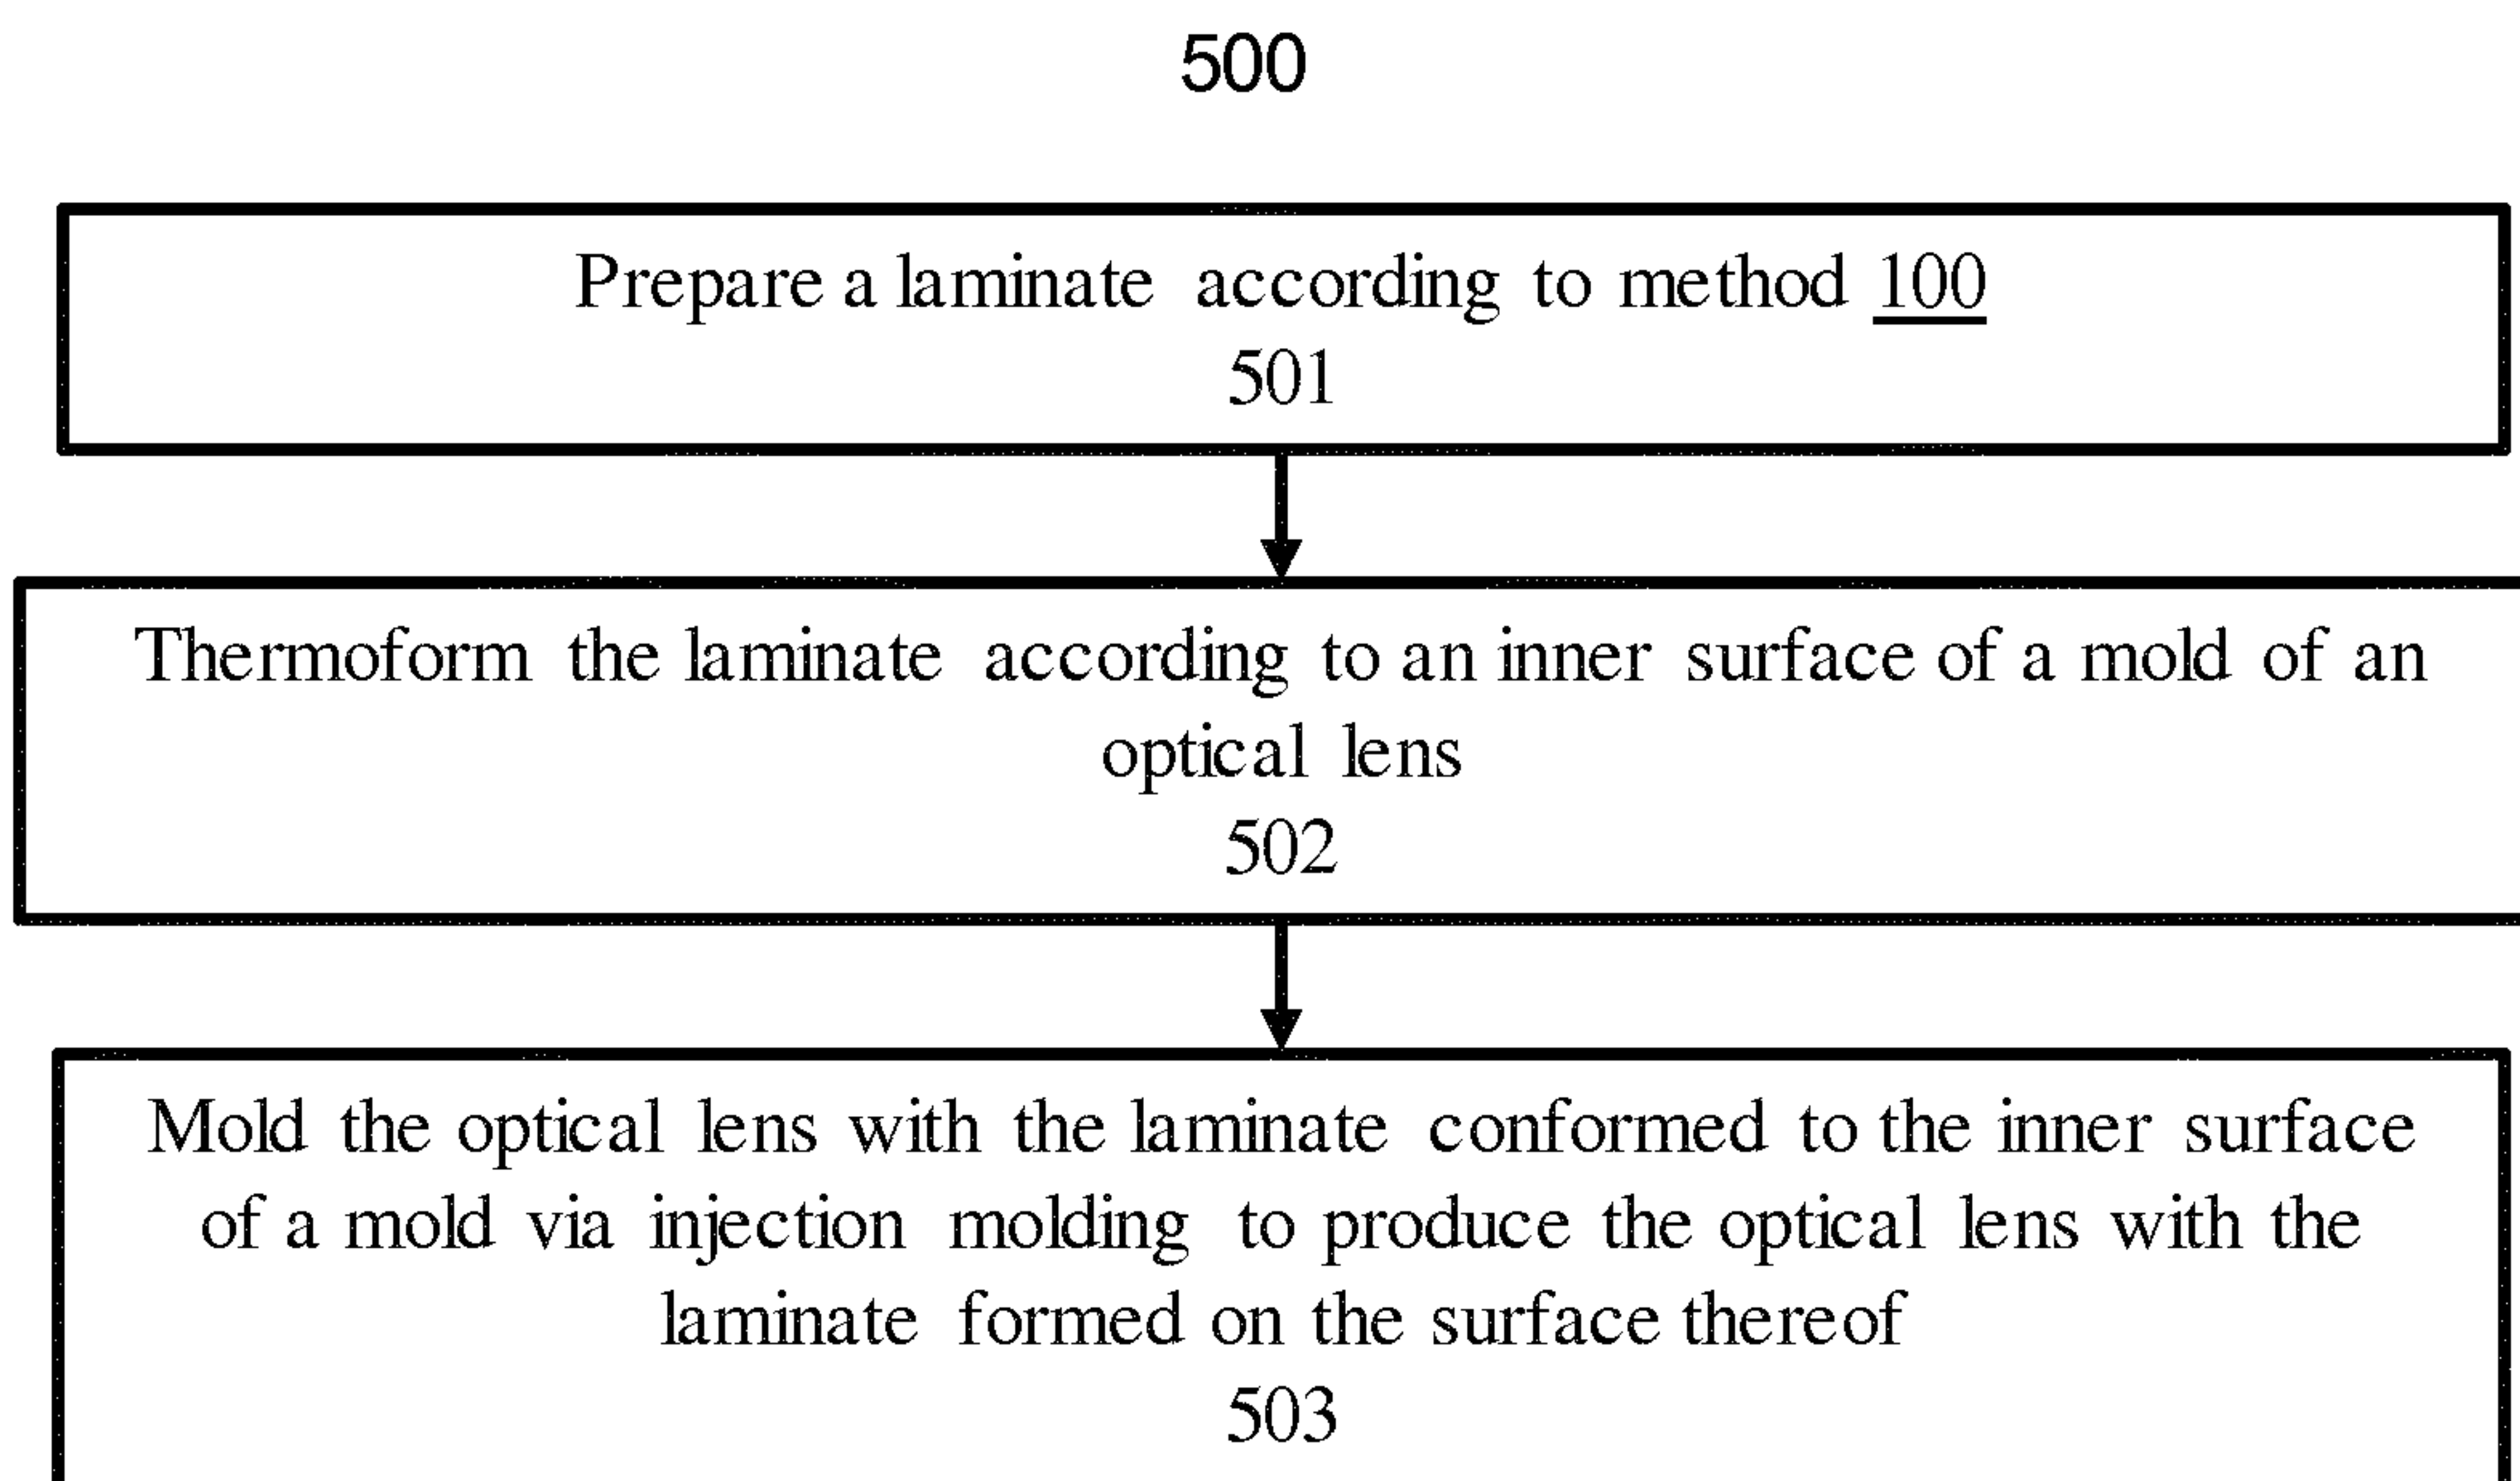 500
Prepare a laminate according to method 100
501
Thermoform the laminate according to an inner surface of a mold of an
optical lens
502
Mold the optical lens with the laminate conformed to the inner surface
of a mold via injection molding to produce the optical lens with the
laminate formed on the surface thereof
503